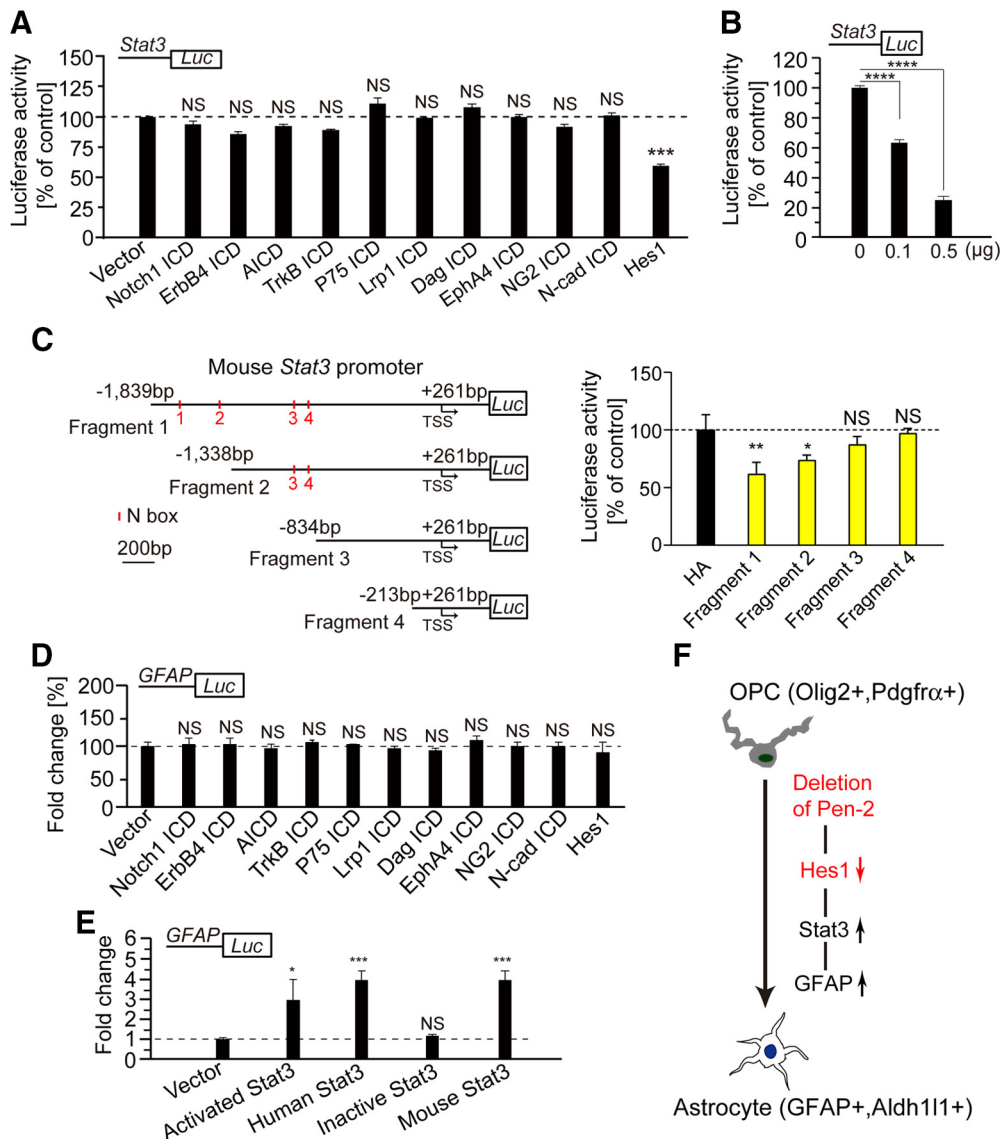 A
Stat3
Luc
Luciferase activity
[% of control]
150
125
100
75
50
25
0
NS
NS
NS
NS
NS
NS
NS
NS
NS
NS
***
Vector
Notch1 ICD
ErbB4 ICD
AICD
TrkB ICD
P75 ICD
Lrp1 ICD
Dag ICD
EphA4 ICD
NG2 ICD
N-cad ICD
Hes1
B
Stat3
Luc
Luciferase activity
[% of control]
120
100
80
60
40
20
0
****
****
0 0.1 0.5 (µg)
C
Mouse Stat3 promoter
-1,839bp
+261bp
Luc
1 2 3 4
TSS
Fragment 1
-1,338bp
+261bp
Luc
3 4
TSS
Fragment 2
N box
200bp
-834bp
+261bp
Luc
TSS
Fragment 3
-213bp
+261bp
Luc
TSS
Fragment 4
Luciferase activity
[% of control]
150
100
50
0
**
*
NS
NS
HA
Fragment 1
Fragment 2
Fragment 3
Fragment 4
D
GFAP
Luc
Fold change [%]
200
150
100
50
0
NS
NS
NS
NS
NS
NS
NS
NS
NS
NS
NS
Vector
Notch1 ICD
ErbB4 ICD
AICD
TrkB ICD
P75 ICD
Lrp1 ICD
Dag ICD
EphA4 ICD
NG2 ICD
N-cad ICD
Hes1
E
GFAP
Luc
Fold change
6
5
4
3
2
1
0
*
***
NS
***
Vector
Activated Stat3
Human Stat3
Inactive Stat3
Mouse Stat3
F
OPC (Olig2+,Pdgfrα+)
Deletion
of Pen-2
Hes1
Stat3
GFAP
Astrocyte (GFAP+,Aldh1l1+)